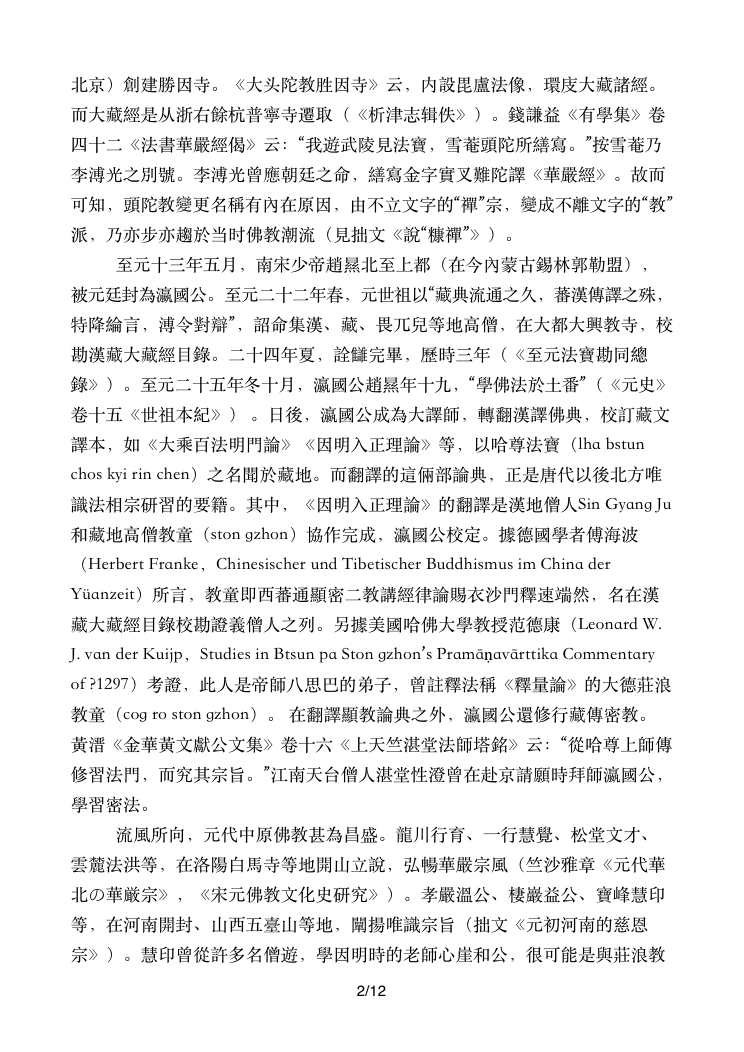 北京）創建勝因寺。《大头陀教胜因寺》云，内設毘盧法像，環庋大藏諸經。
而大藏經是从浙右餘杭普寧寺遷取（《析津志辑佚》）。錢謙益《有學集》卷
四十二《法書華嚴經偈》云：“我遊武陵見法寶，雪菴頭陀所繕寫。”按雪菴乃
李溥光之別號。李溥光曾應朝廷之命，繕寫金字實叉難陀譯《華嚴經》。故而
可知，頭陀教變更名稱有內在原因，由不立文字的“禪”宗，變成不離文字的“教”
派，乃亦步亦趨於当时佛教潮流（見拙文《說“糠禪”》）。
至元十三年五月，南宋少帝趙㬎北至上都（在今內蒙古錫林郭勒盟），
被元廷封為瀛國公。至元二十二年春，元世祖以“藏典流通之久，蕃漢傳譯之殊，
特降綸言，溥令對辯”，詔命集漢、藏、畏兀兒等地高僧，在大都大興教寺，校
勘漢藏大藏經目錄。二十四年夏，詮讎完畢，歷時三年（《至元法寶勘同總
錄》）。至元二十五年冬十月，瀛國公趙㬎年十九，“學佛法於土番”（《元史》
卷十五《世祖本紀》） 。日後，瀛國公成為大譯師，轉翻漢譯佛典，校訂藏文
譯本，如《大乘百法明門論》《因明入正理論》等，以哈尊法寶（lha bstun
chos kyi rin chen）之名聞於藏地。而翻譯的這倆部論典，正是唐代以後北方唯
識法相宗研習的要籍。其中，《因明入正理論》的翻譯是漢地僧人Sin Gyang Ju
和藏地高僧教童（ston gzhon）協作完成，瀛國公校定。據德國學者傅海波
（Herbert Franke，Chinesischer und Tibetischer Buddhismus im China der
Yüanzeit）所言，教童即西蕃通顯密二教講經律論賜衣沙門釋速端然，名在漢
藏大藏經目錄校勘證義僧人之列。另據美國哈佛大學教授范德康（Leonard W.
J. van der Kuijp，Studies in Btsun pa Ston gzhon’s Pramāṇavārttika Commentary
of ?1297）考證，此人是帝師八思巴的弟子，曾註釋法稱《釋量論》的大德莊浪
教童（cog ro ston gzhon）。 在翻譯顯教論典之外，瀛國公還修行藏傳密教。
黃溍《金華黃文獻公文集》卷十六《上天竺湛堂法師塔銘》云：“從哈尊上師傳
修習法門，而究其宗旨。”江南天台僧人湛堂性澄曾在赴京請願時拜師瀛國公，
學習密法。
流風所向，元代中原佛教甚為昌盛。龍川行育、一行慧覺、松堂文才、
雲麓法洪等，在洛陽白馬寺等地開山立說，弘暢華嚴宗風（竺沙雅章《元代華
北の華厳宗》，《宋元佛教文化史研究》）。孝嚴溫公、棲巖益公、寶峰慧印
等，在河南開封、山西五臺山等地，闡揚唯識宗旨（拙文《元初河南的慈恩
宗》）。慧印曾從許多名僧遊，學因明時的老師心崖和公，很可能是與莊浪教
2/12